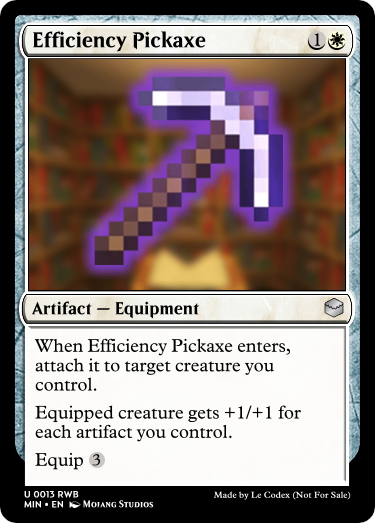 Efficiency Pickaxe 1
Artifact — Equipment
When Efficiency Pickaxe enters,
attach it to target creature you
control.
Equipped creature gets +1/+1 for
each artifact you control.
Equip 3
U 0013 RWB
MIN • EN Mojang Studios
Made by Le Codex (Not For Sale)